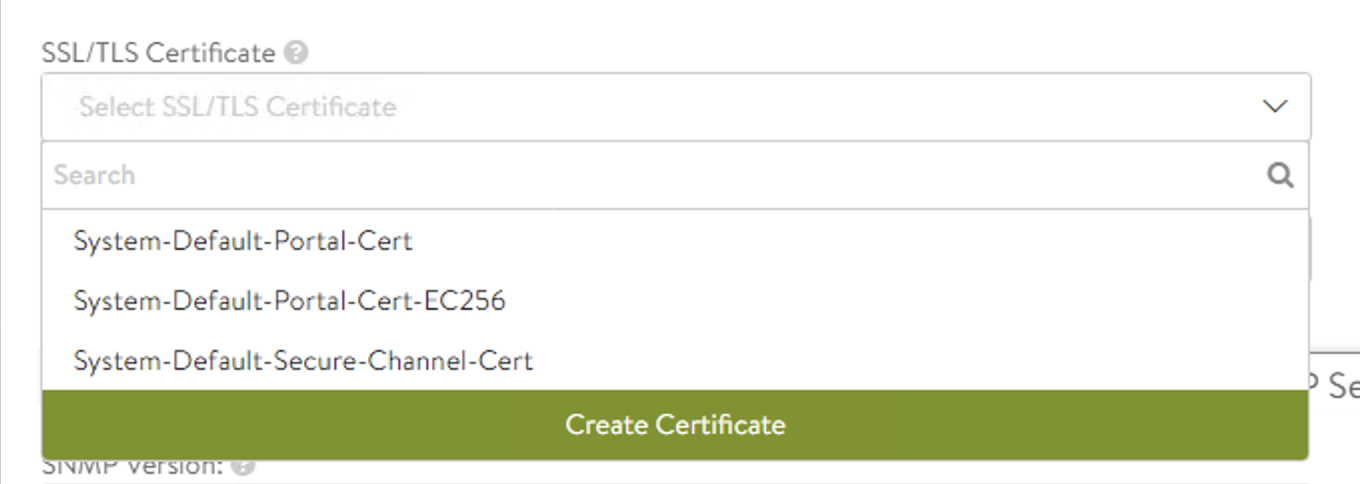 SSL/TLS Certificate
Select SSL/TLS Certificate
Search
System-Default-Portal-Cert
System-Default-Portal-Cert-EC256
System-Default-Secure-Channel-Cert
P Se
Create Certificate
SNMP Version: